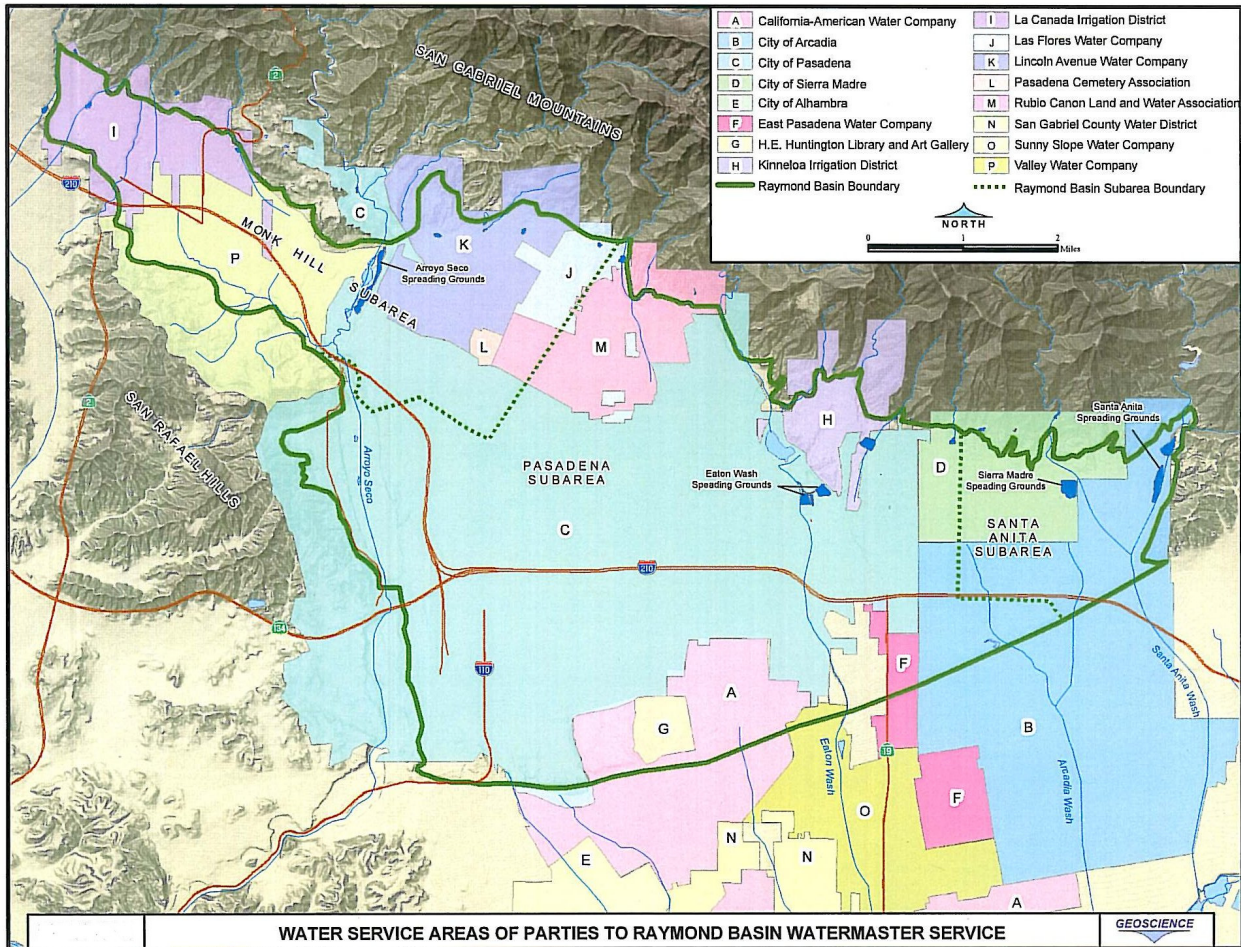 A California-American Water Company
B City of Arcadia
C City of Pasadena
D City of Sierra Madre
E City of Alhambra
F East Pasadena Water Company
G H.E. Huntington Library and Art Gallery
H Kinneloa Irrigation District
Raymond Basin Boundary
I La Canada Irrigation District
J Las Flores Water Company
K Lincoln Avenue Water Company
L Pasadena Cemetery Association
M Rubio Canon Land and Water Association
N San Gabriel County Water District
O Sunny Slope Water Company
P Valley Water Company
Raymond Basin Subarea Boundary
NORTH
0 1 2
Miles
SAN GABRIEL MOUNTAINS
2
I
210
C
K
MONK HILL
SUBAREA
P
J
Arroyo Seco
Spreading Grounds
L
M
2
SAN RAFAEL HILLS
Arroyo Seco
H
Santa Anita
Spreading Grounds
D
PASADENA
SUBAREA
Eaton Wash
Speading Grounds
Sierra Madre
Speading Grounds
C
SANTA
ANITA
SUBAREA
210
134
110
F
A
G
B
Santa Anita Wash
19
Eaton Wash
Arcadia Wash
F
O
N
N
E
A
WATER SERVICE AREAS OF PARTIES TO RAYMOND BASIN WATERMASTER SERVICE
GEOSCIENCE